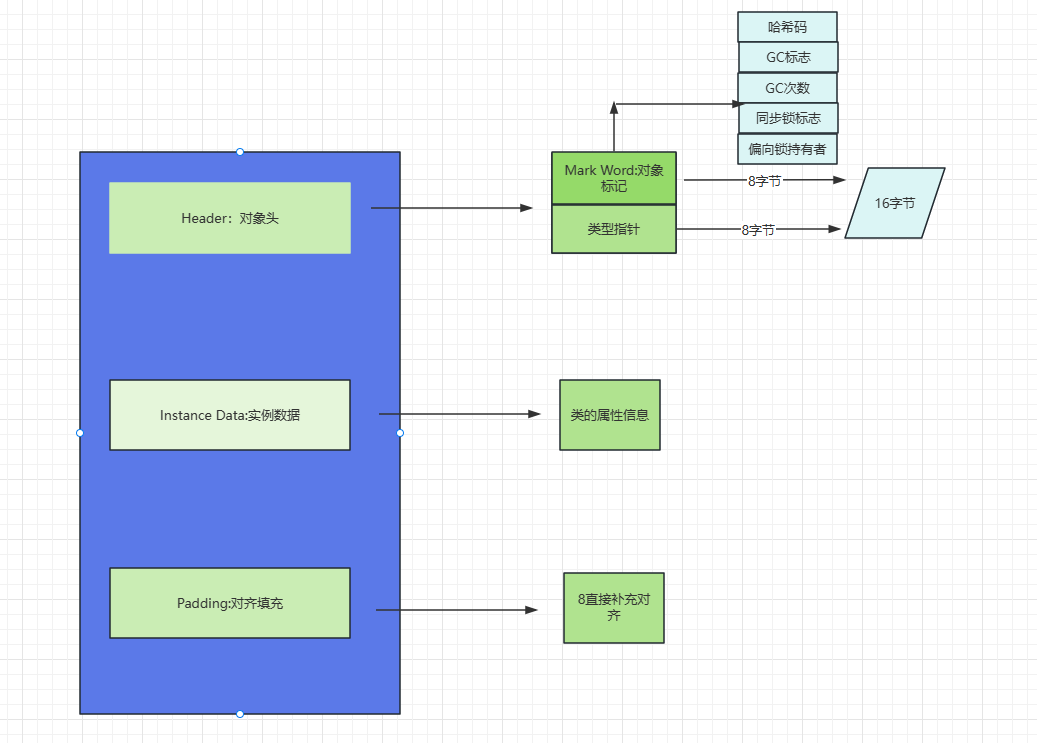 哈希码
GC标志
GC次数
同步锁标志
偏向锁持有者
Mark Word:对象
标记
类型指针
8字节
8字节
16字节
Header：对象头
Instance Data:实例数据
类的属性信息
Padding:对齐填充
8直接补充对
齐